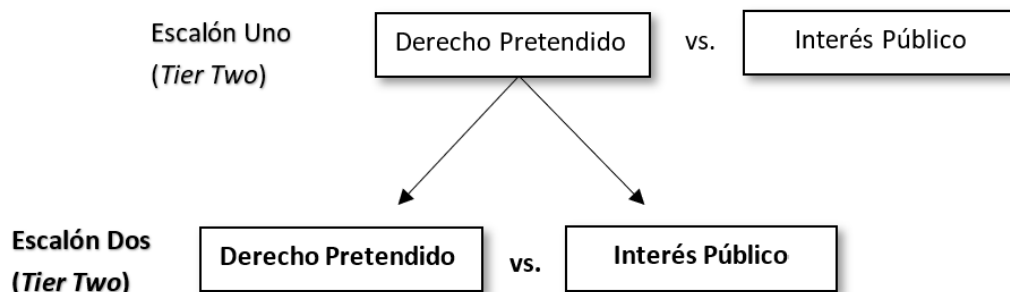 Escalón Uno
(Tier Two)
Derecho Pretendido vs. Interés Público
Escalón Dos
(Tier Two)
Derecho Pretendido vs. Interés Público